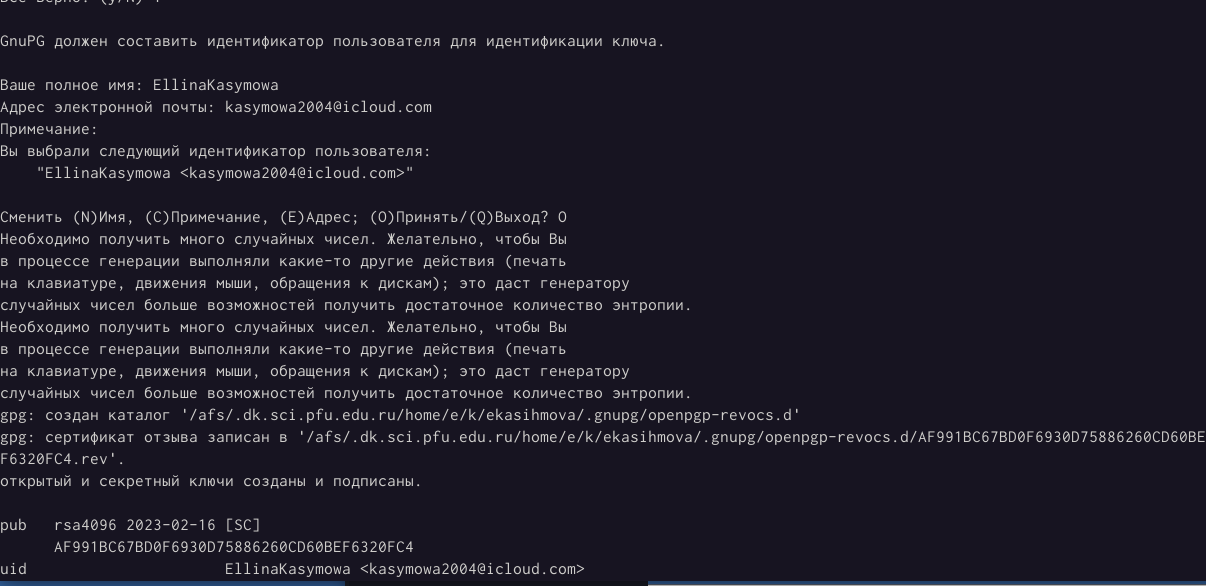 GnuPG должен составить идентификатор пользователя для идентификации ключа.
Ваше полное имя: EllinaKasymowa
Адрес электронной почты: kasymowa2004@icloud.com
Примечание:
Вы выбрали следующий идентификатор пользователя:
"EllinaKasymowa <kasymowa2004@icloud.com>"
Сменить (N)Имя, (C)Примечание, (E)Адрес; (O)Принять/(Q)Выход? O
Необходимо получить много случайных чисел. Желательно, чтобы Вы
в процессе генерации выполняли какие-то другие действия (печать
на клавиатуре, движения мыши, обращения к дискам); это даст генератору
случайных чисел больше возможностей получить достаточное количество энтропии.
Необходимо получить много случайных чисел. Желательно, чтобы Вы
в процессе генерации выполняли какие-то другие действия (печать
на клавиатуре, движения мыши, обращения к дискам); это даст генератору
случайных чисел больше возможностей получить достаточное количество энтропии.
gpg: создан каталог '/afs/.dk.sci.pfu.edu.ru/home/e/k/ekasihmova/.gnupg/openpgp-revocs.d'
gpg: сертификат отзыва записан в '/afs/.dk.sci.pfu.edu.ru/home/e/k/ekasihmova/.gnupg/openpgp-revocs.d/AF991BC67BD0F6930D75886260CD60BE
F6320FC4.rev'.
открытый и секретный ключи созданы и подписаны.
pub   rsa4096 2023-02-16 [SC]
AF991BC67BD0F6930D75886260CD60BEF6320FC4
uid                      EllinaKasymowa <kasymowa2004@icloud.com>